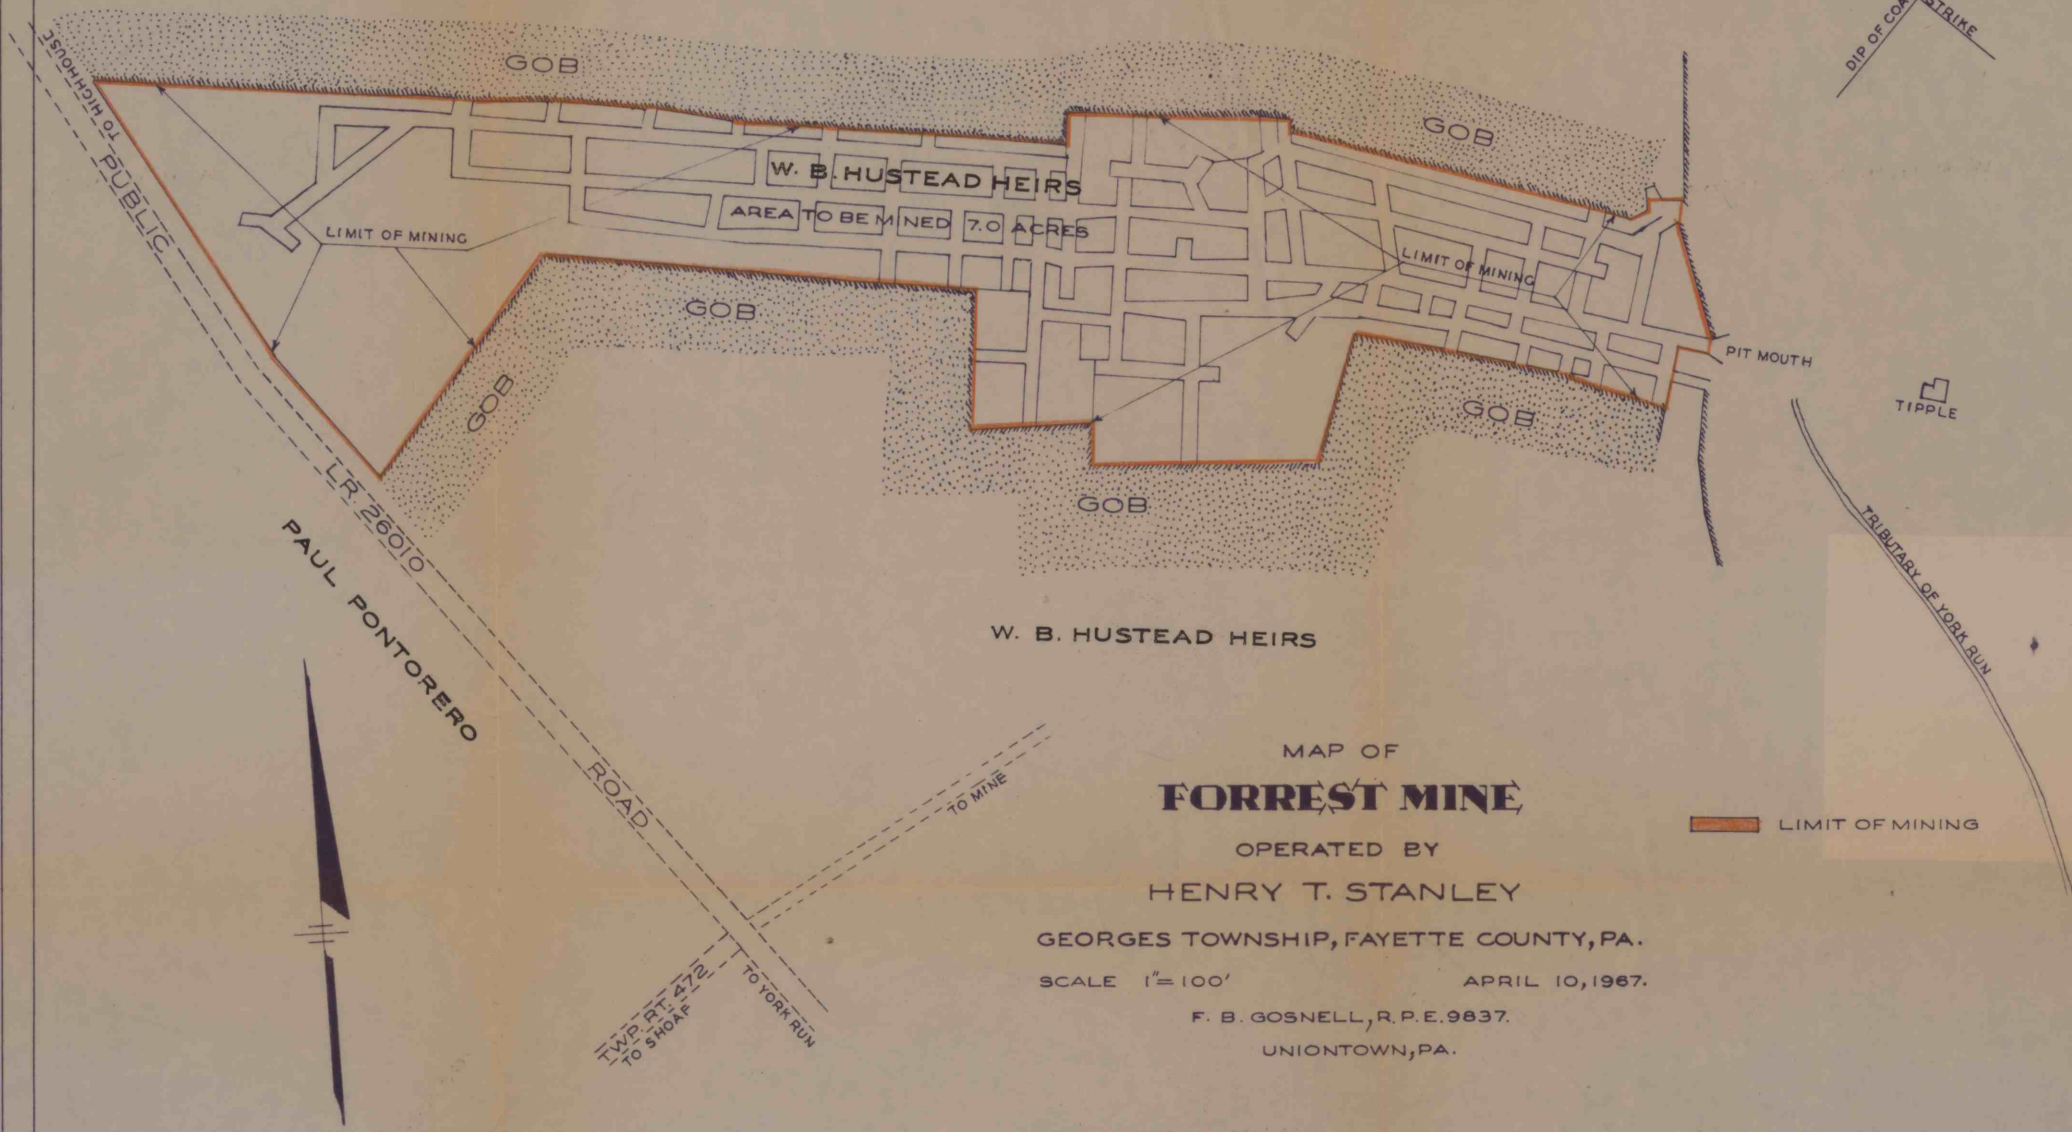 DIP OF COA
STRIKE
TO HIGHHOUSE
GOB
GOB
W. B. HUSTEAD HEIRS
AREA TO BE MINED 7.0 ACRES
PUBLIC
LIMIT OF MINING
LIMIT OF MINING
GOB
GOB
PIT MOUTH
TIPPLE
GOB
GOB
LR 26010
PAUL PONTORERO
TRIBUTARY OF YORK RUN
W. B. HUSTEAD HEIRS
ROAD
TO MINE
MAP OF
FORREST MINE
OPERATED BY
HENRY T. STANLEY
GEORGES TOWNSHIP, FAYETTE COUNTY, PA.
SCALE 1"=100' APRIL 10, 1967.
F. B. GOSNELL, R.P.E. 9837.
UNIONTOWN, PA.
LIMIT OF MINING
TWP. RT. 472
TO SHOAF
TO YORK RUN